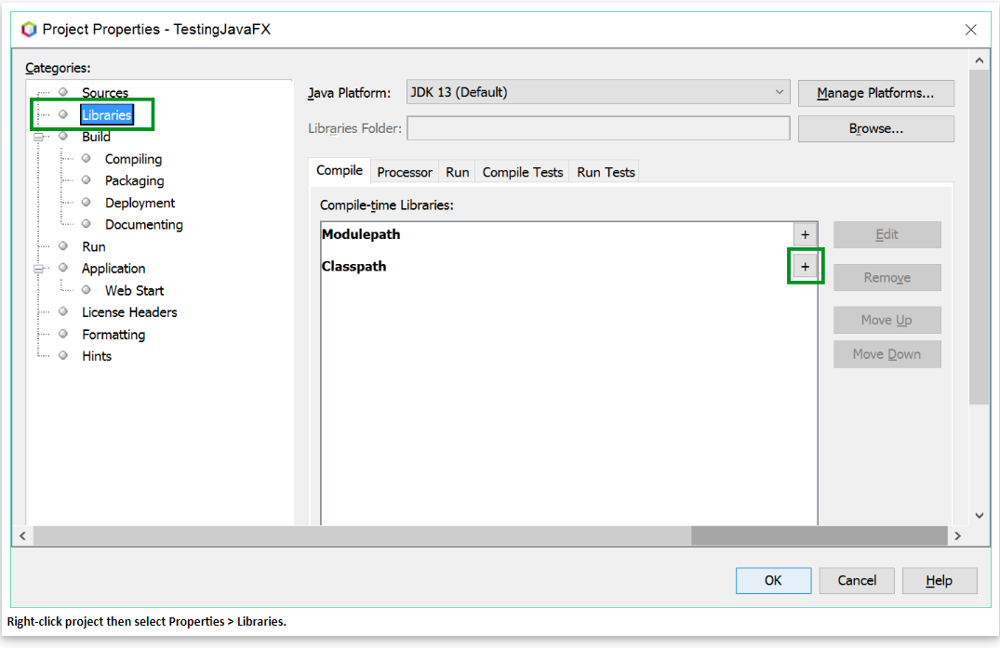 Project Properties - TestingJavaFX
Categories:
Sources
Libraries
Build
Compiling
Packaging
Deployment
Documenting
Run
Application
Web Start
License Headers
Formatting
Hints
Java Platform: JDK 13 (Default) Manage Platforms...
Libraries Folder: Browse...
Compile Processor Run Compile Tests Run Tests
Compile-time Libraries:
Modulepath + Edit
Classpath + Remove
Move Up
Move Down
OK Cancel Help
Right-click project then select Properties > Libraries.